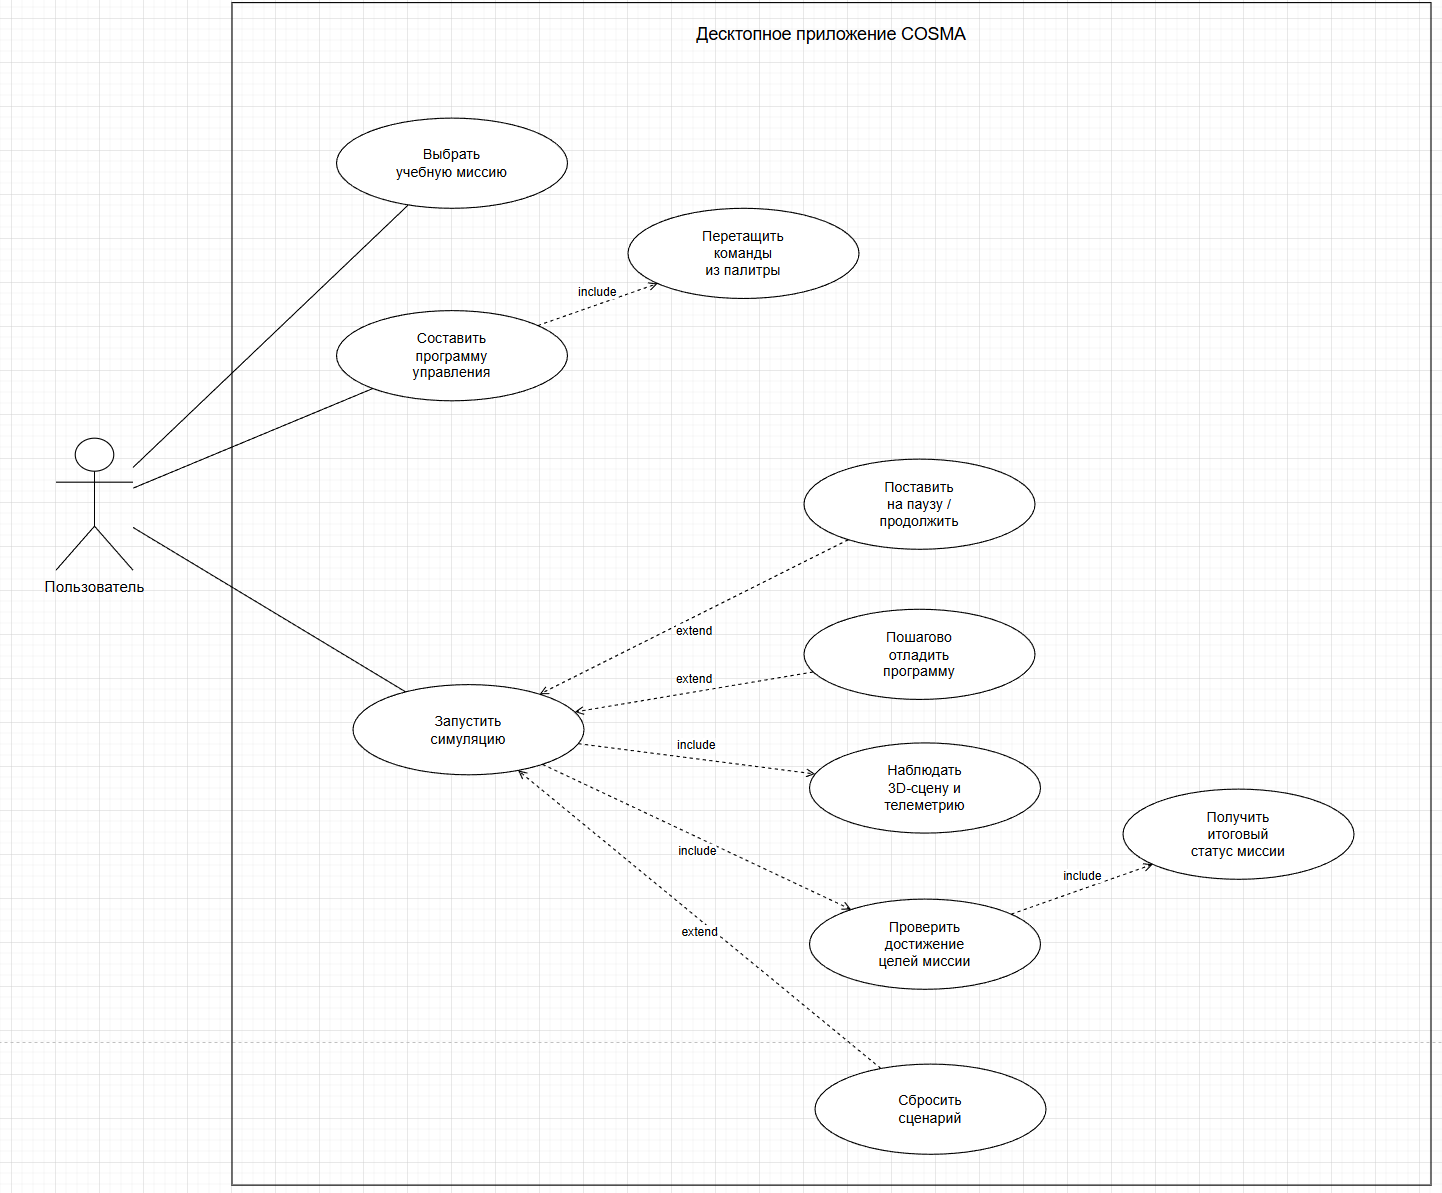 Десктопное приложение COSMA
Выбрать
учебную миссию
Перетащить
команды
из палитры
include
Составить
программу
управления
Пользователь
Поставить
на паузу /
продолжить
extend
Пошагово
отладить
программу
extend
Запустить
симуляцию
include
Наблюдать
3D-сцену и
телеметрию
Получить
итоговый
статус миссии
include
include
Проверить
достижение
целей миссии
extend
Сбросить
сценарий